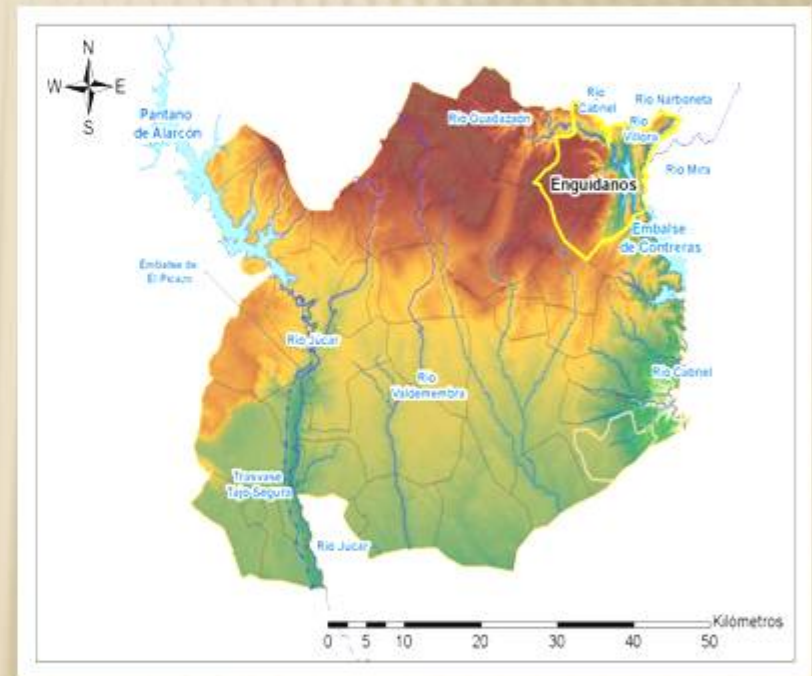 N
W E
S
Pantano
de Alarcón
Río Guadazaón
Río
Cabriel
Río Narboneta
Río
Villora
Río Mira
Enguidanos
Embalse
de Contreras
Embalse de
El Picazo
Río Júcar
Río
Valdemembra
Río Cabriel
Trasvase
Tajo-Segura
Río Júcar
Kilómetros
0 5 10 20 30 40 50